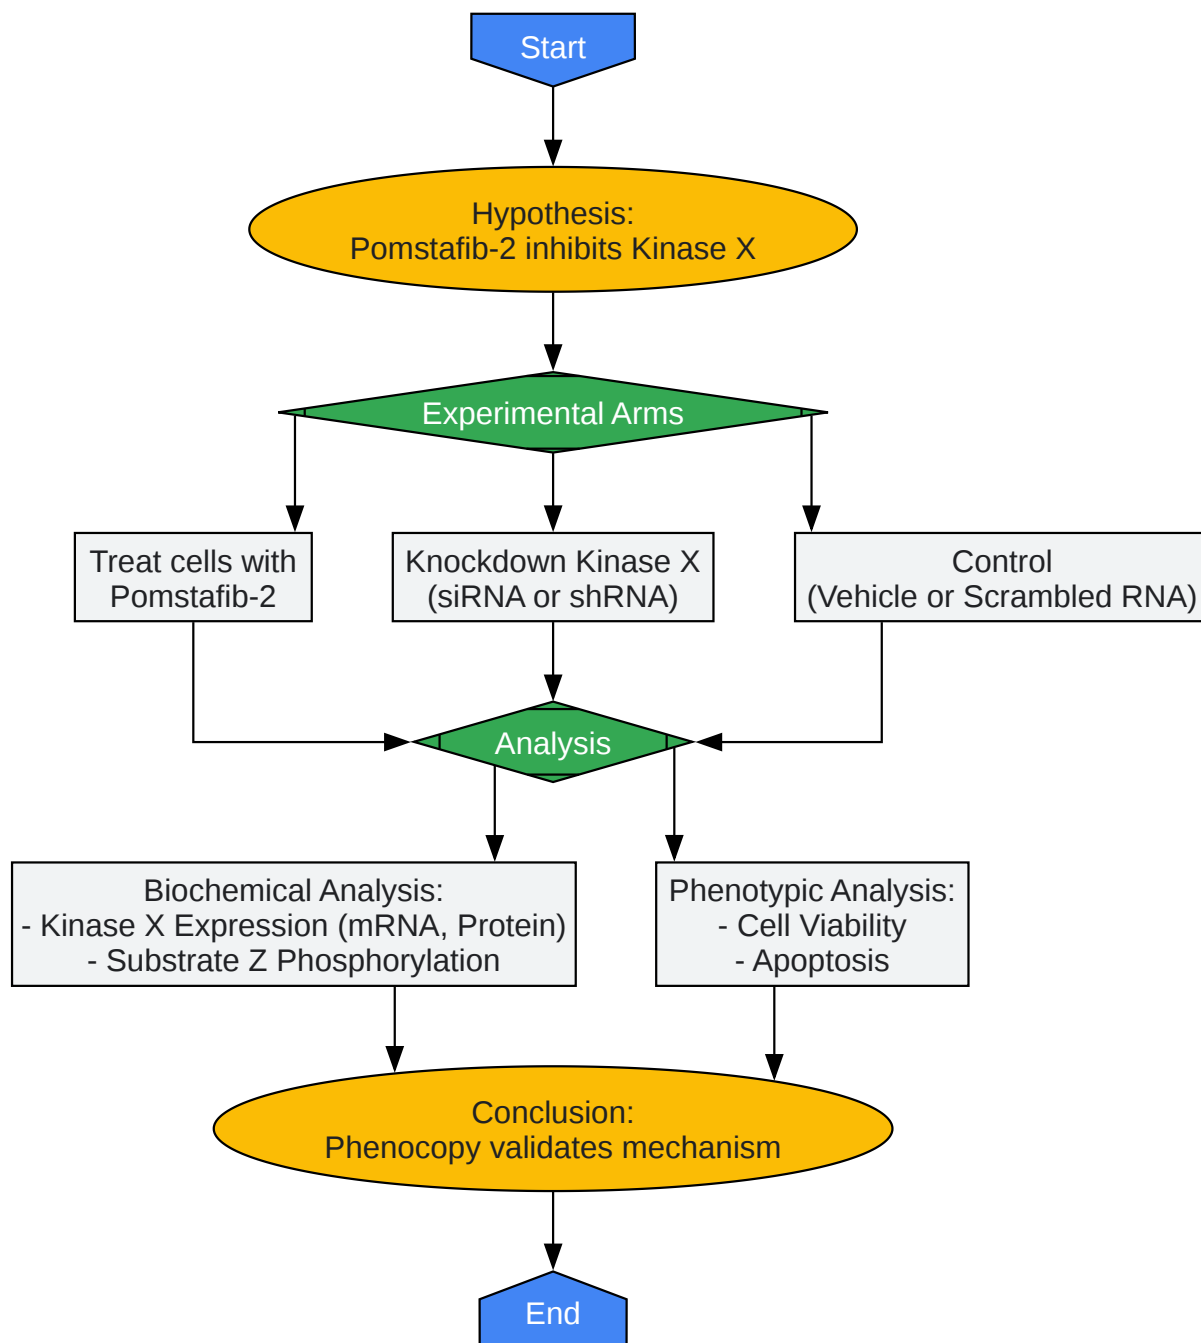 Start
Hypothesis:
Pomstafib-2 inhibits Kinase X
Experimental Arms
Treat cells with
Pomstafib-2
Knockdown Kinase X
(siRNA or shRNA)
Control
(Vehicle or Scrambled RNA)
Analysis
Biochemical Analysis:
- Kinase X Expression (mRNA, Protein)
- Substrate Z Phosphorylation
Phenotypic Analysis:
- Cell Viability
- Apoptosis
Conclusion:
Phenocopy validates mechanism
End